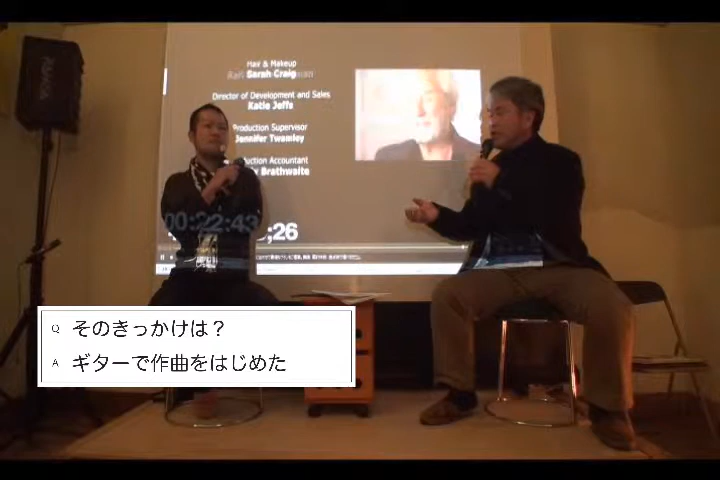 Hair & Makeup
Sarah Craig
Director of Development and Sales
Katie Jeffs
Production Supervisor
Jennifer Twamley
Brathwaite
00:22:43
;26
Q そのきっかけは？
A ギターで作曲をはじめた